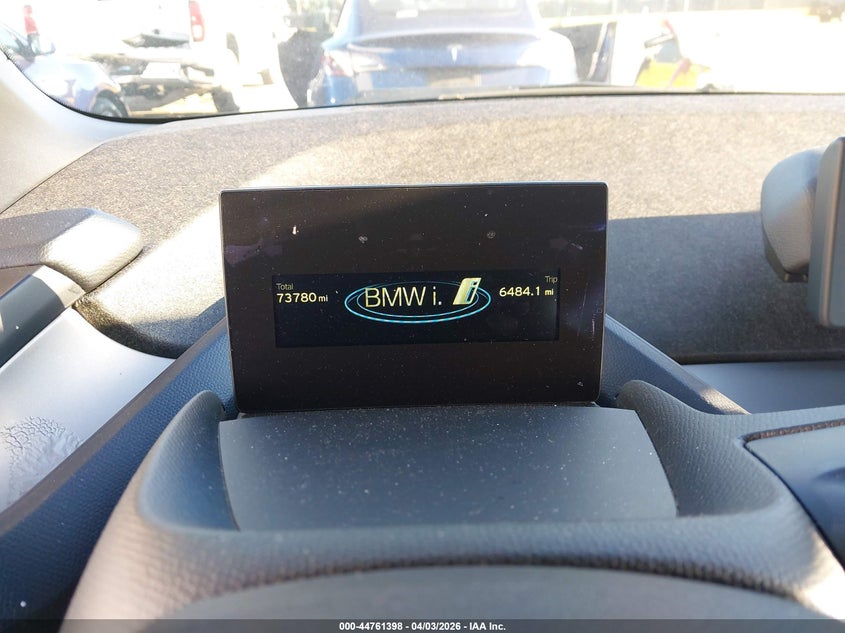 Total
73780 mi
BMW i.
i
Trip
6484.1 mi
000-44761398 - 04/03/2026 - IAA Inc.